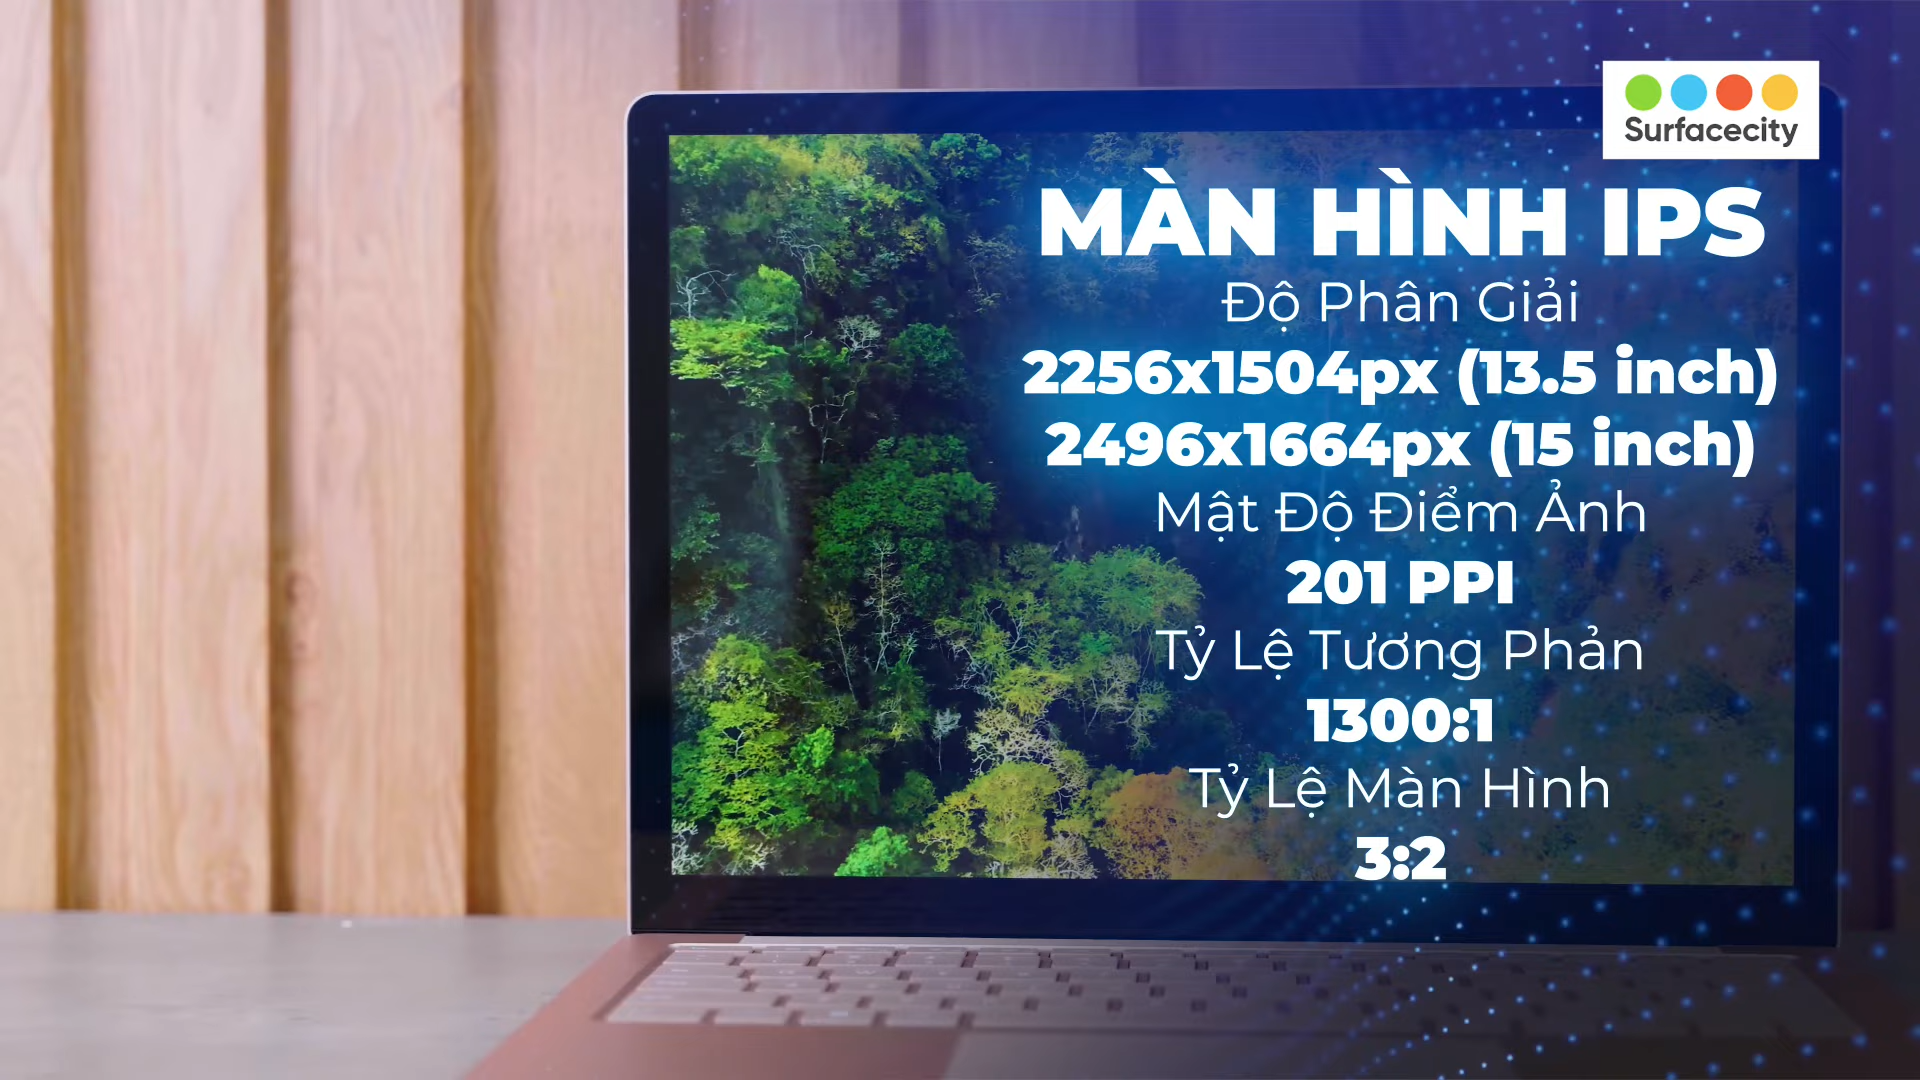 Surfacecity
MÀN HÌNH IPS
Độ Phân Giải
2256x1504px (13.5 inch)
2496x1664px (15 inch)
Mật Độ Điểm Ảnh
201 PPI
Tỷ Lệ Tương Phản
1300:1
Tỷ Lệ Màn Hình
3:2